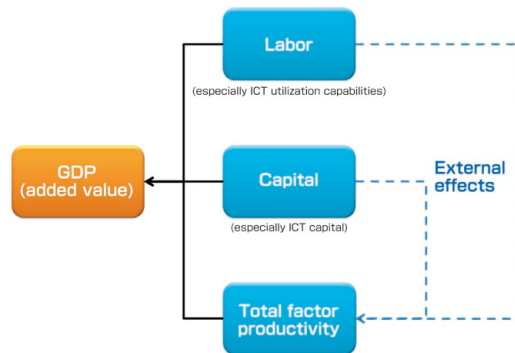 Labor
(especially ICT utilization capabilities)
GDP
(added value)
Capital
(especially ICT capital)
External
effects
Total factor
productivity